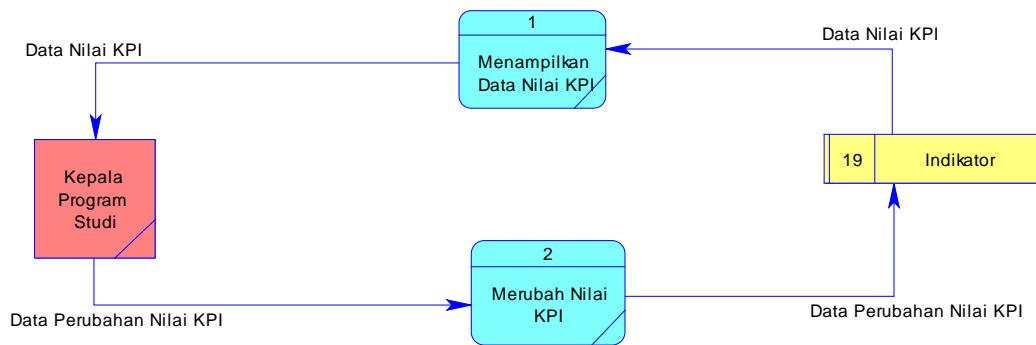 1
Menampilkan
Data Nilai KPI
Data Nilai KPI
Data Nilai KPI
Kepala
Program
Studi
19
Indikator
2
Merubah Nilai
KPI
Data Perubahan Nilai KPI
Data Perubahan Nilai KPI